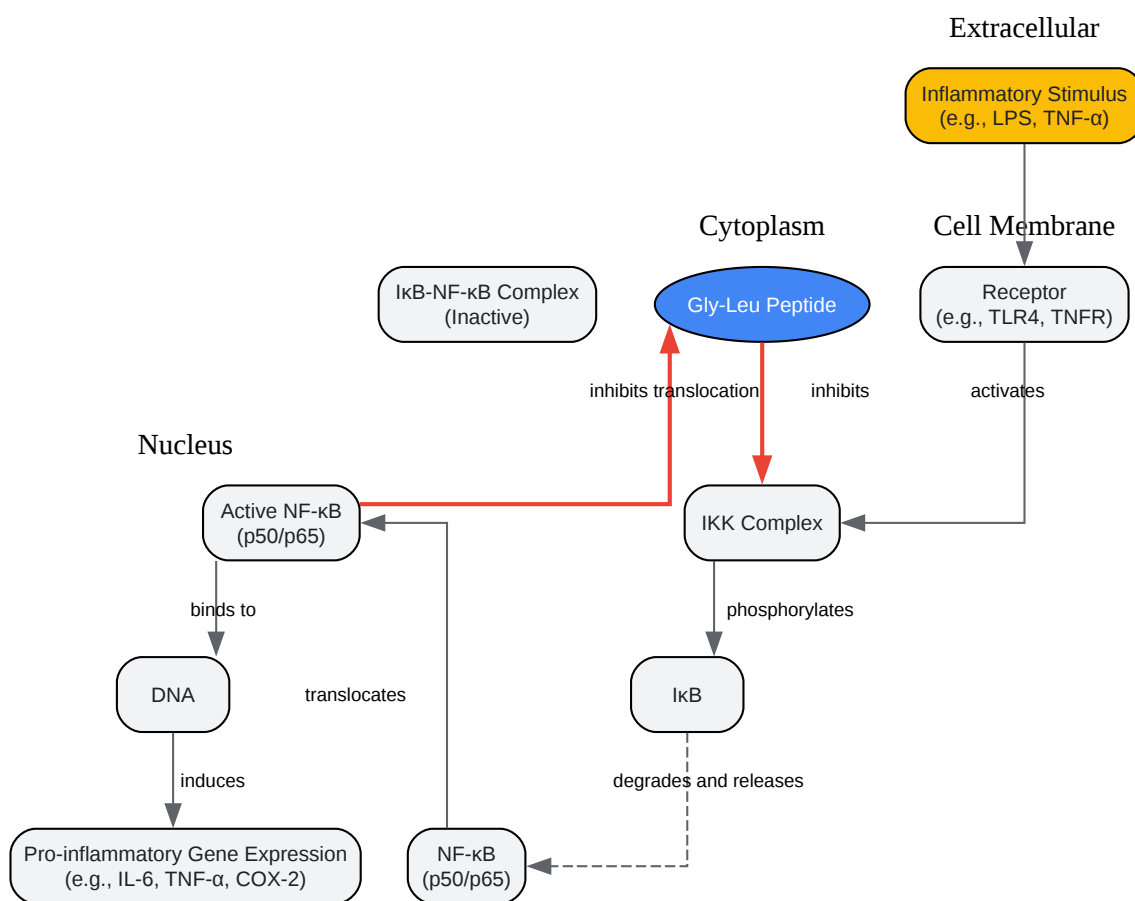 Extracellular
Inflammatory Stimulus
(e.g., LPS, TNF-α)
Cytoplasm
Cell Membrane
IκB-NF-κB Complex
(Inactive)
Gly-Leu Peptide
Receptor
(e.g., TLR4, TNFR)
inhibits translocation
inhibits
activates
Nucleus
Active NF-κB
(p50/p65)
IKK Complex
binds to
phosphorylates
DNA
translocates
IκB
induces
degrades and releases
Pro-inflammatory Gene Expression
(e.g., IL-6, TNF-α, COX-2)
NF-κB
(p50/p65)